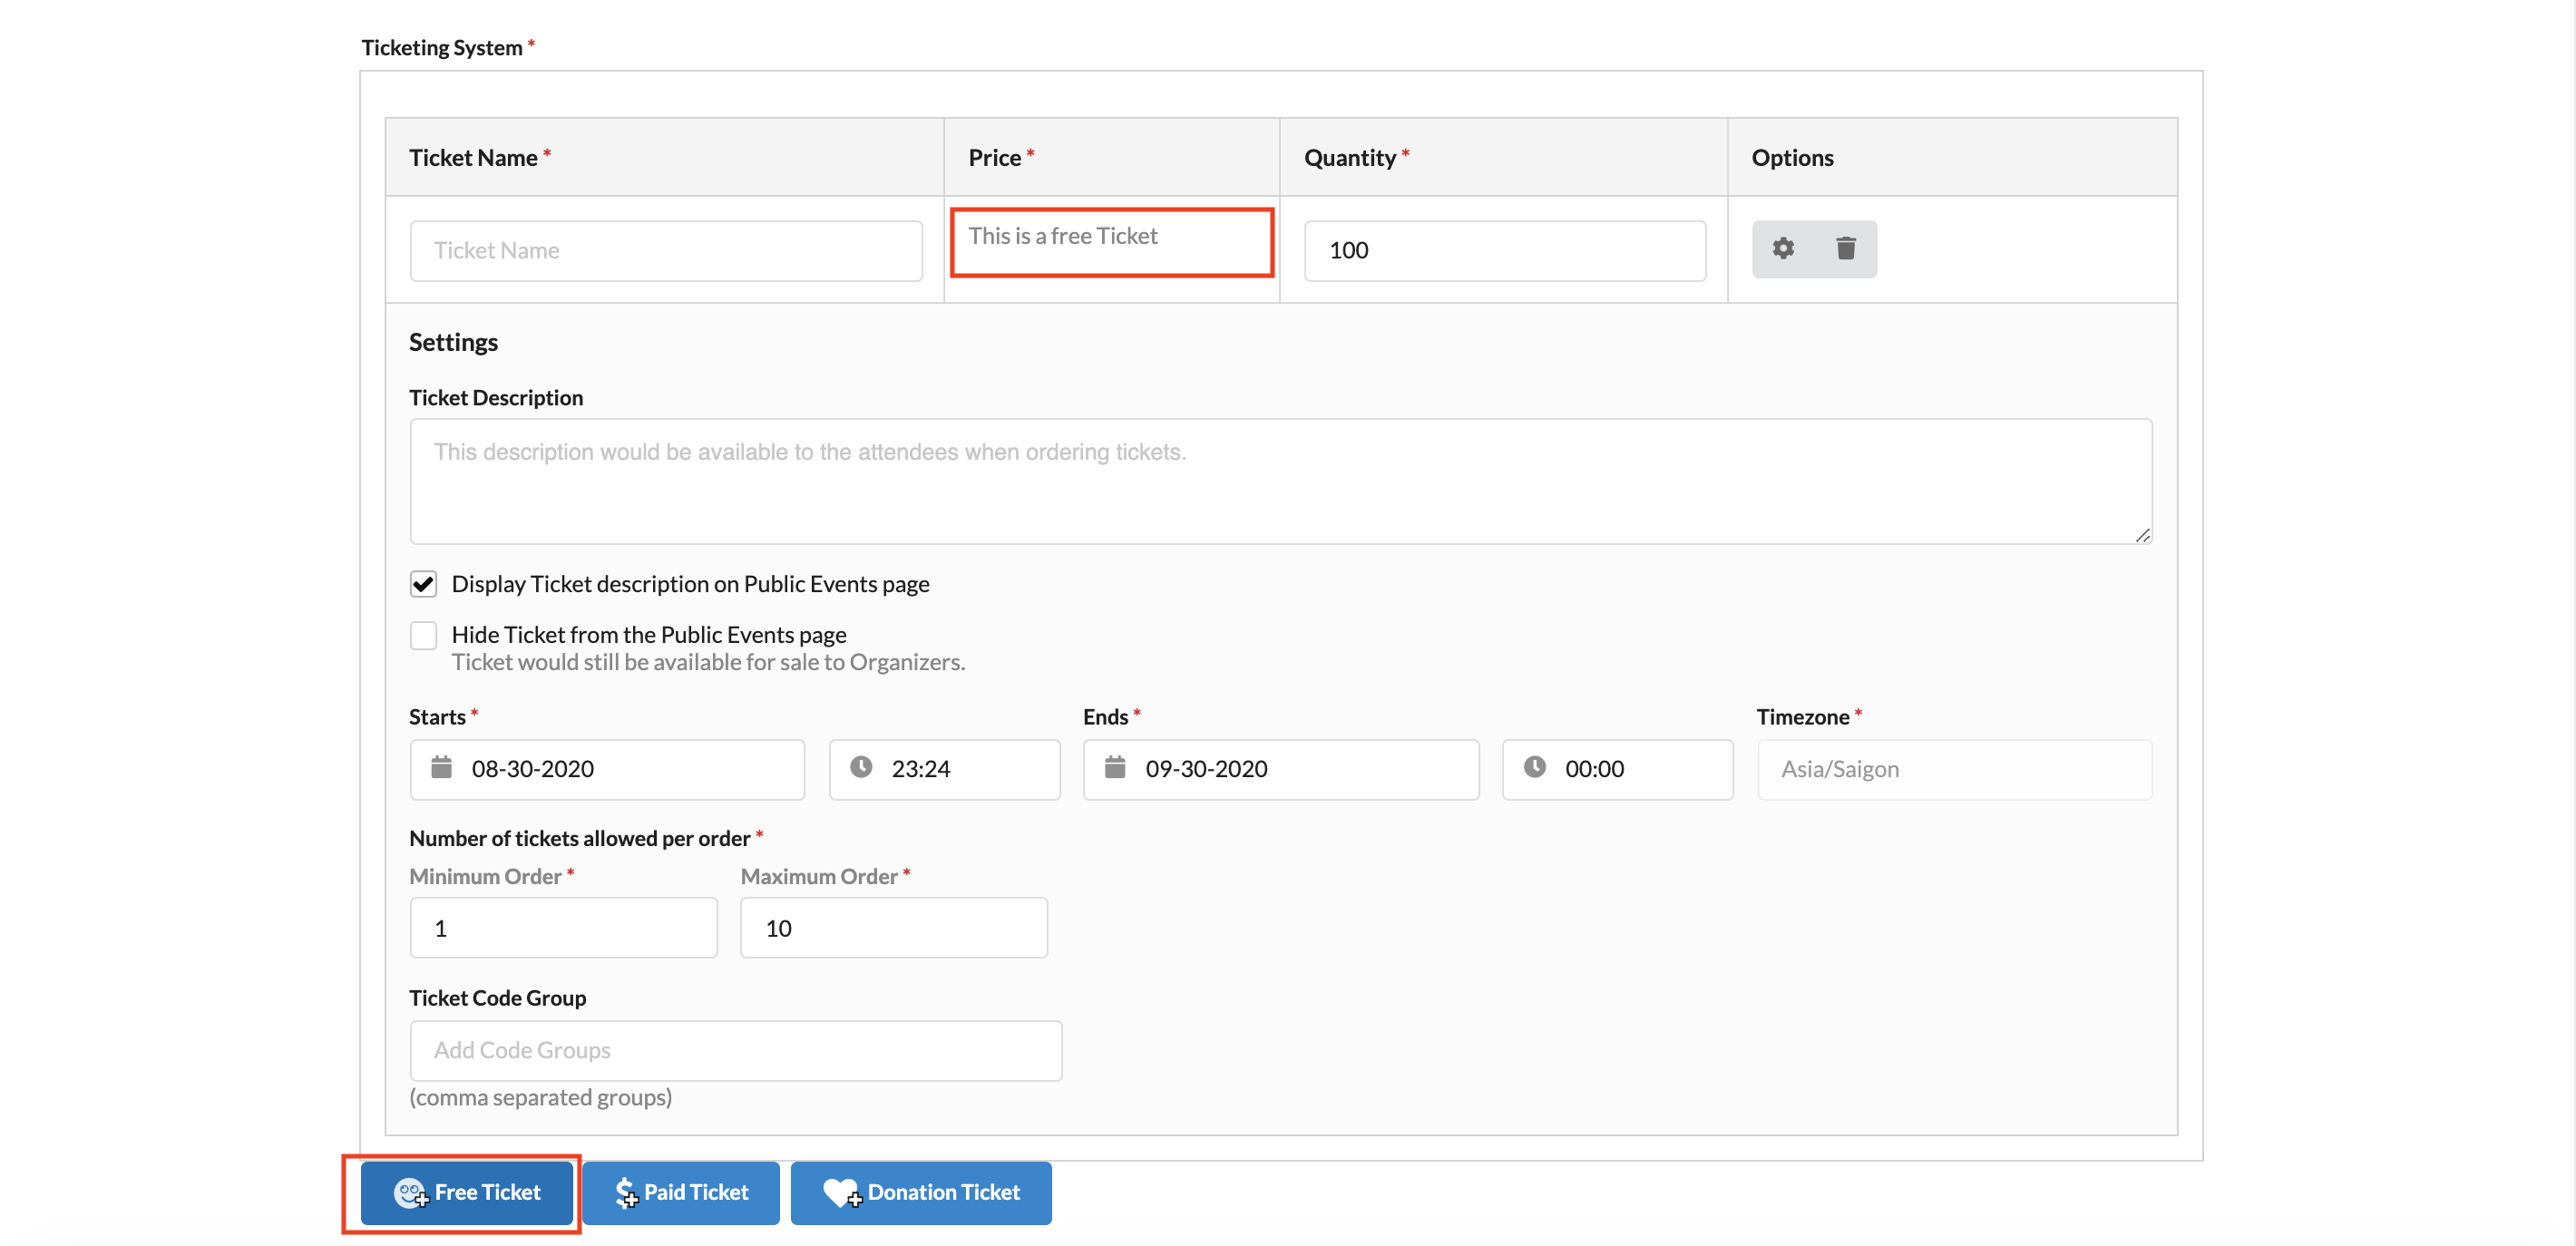 Ticketing System *
Ticket Name * Price * Quantity * Options
Ticket Name This is a free Ticket 100
Settings
Ticket Description
This description would be available to the attendees when ordering tickets.
Display Ticket description on Public Events page
Hide Ticket from the Public Events page
Ticket would still be available for sale to Organizers.
Starts * Ends * Timezone *
08-30-2020 23:24 09-30-2020 00:00 Asia/Saigon
Number of tickets allowed per order *
Minimum Order * Maximum Order *
1 10
Ticket Code Group
Add Code Groups
(comma separated groups)
Free Ticket Paid Ticket Donation Ticket